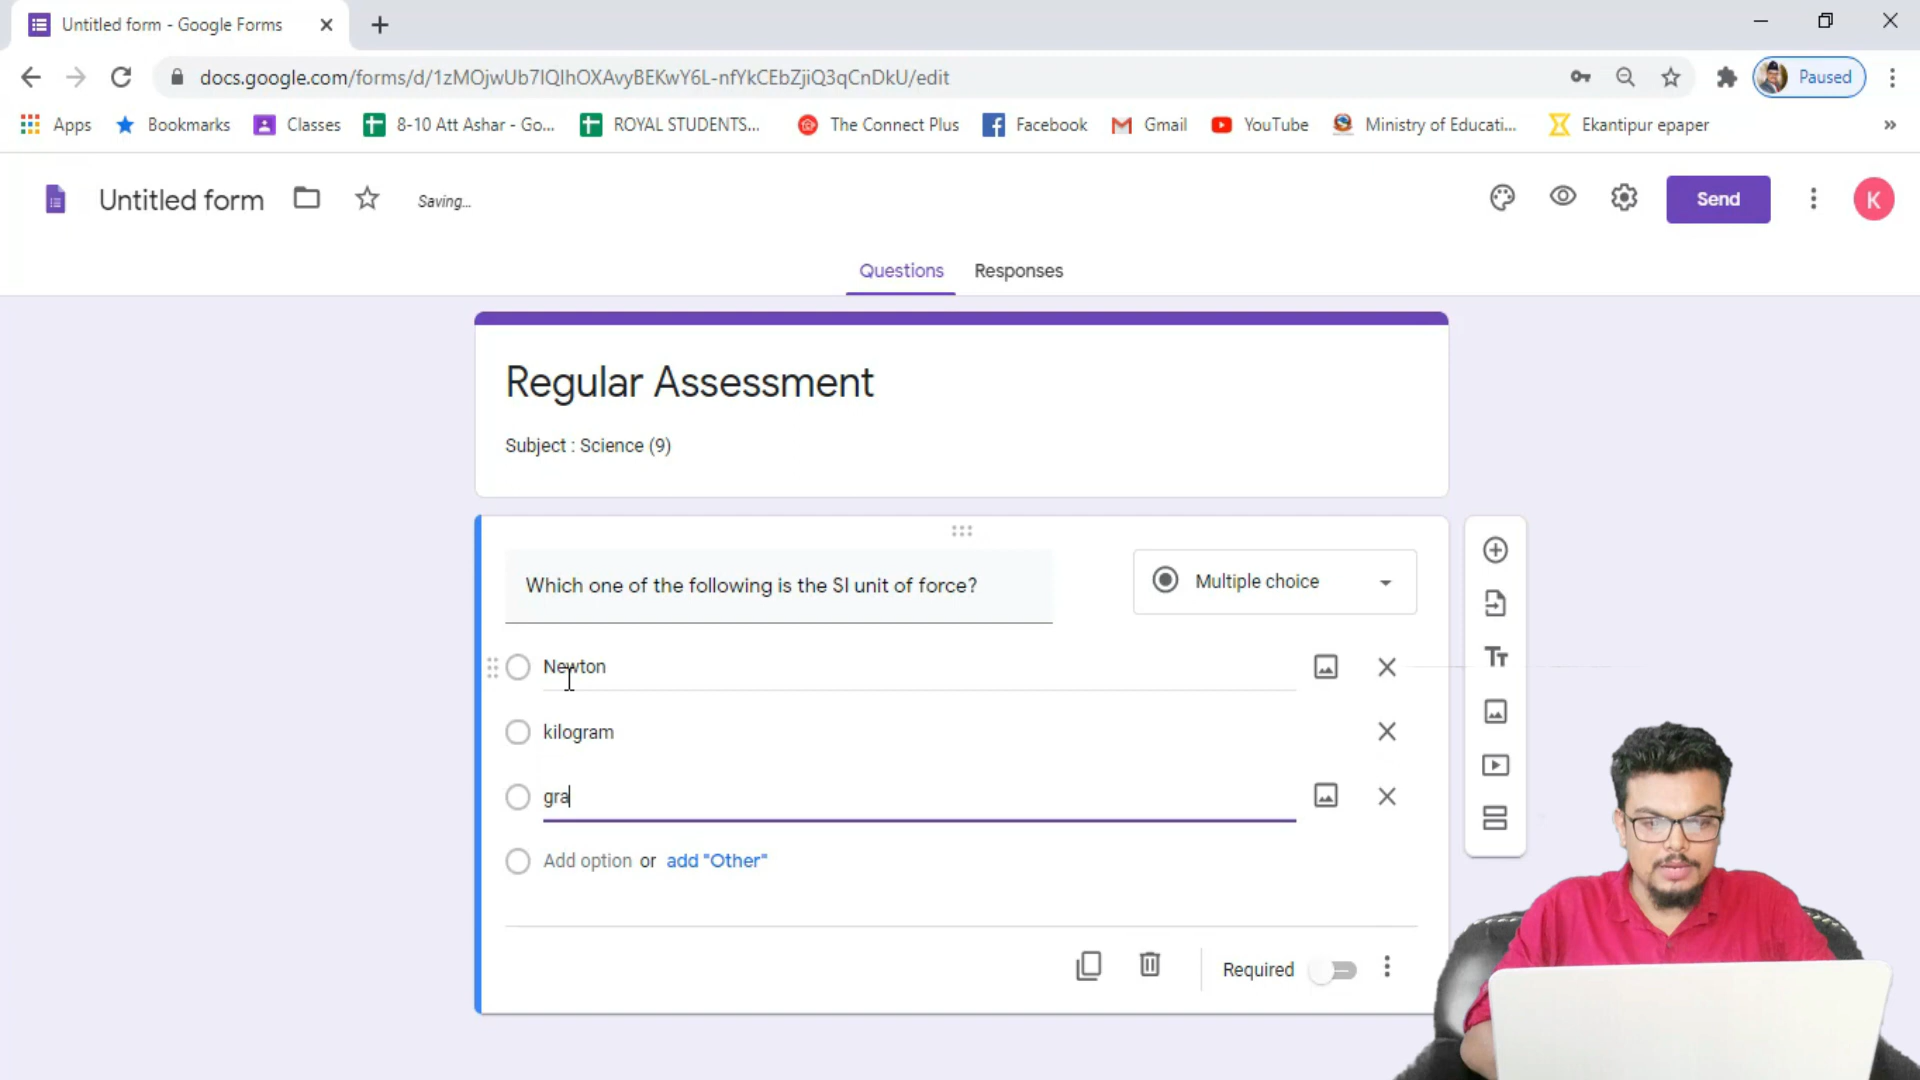 Untitled form - Google Forms
docs.google.com/forms/d/1zMOjwUb7IQIhOXAvyBEKwY6L-nfYkCEbZjiQ3qCnDkU/edit
Paused
Apps Bookmarks Classes 8-10 Att Ashar - Go... ROYAL STUDENTS... The Connect Plus Facebook Gmail YouTube Ministry of Educati... Ekantipur epaper »
Untitled form Saving... Send K
Questions Responses
Regular Assessment
Subject : Science (9)
Which one of the following is the SI unit of force? Multiple choice
Newton
kilogram
gra
Add option or add "Other"
Required